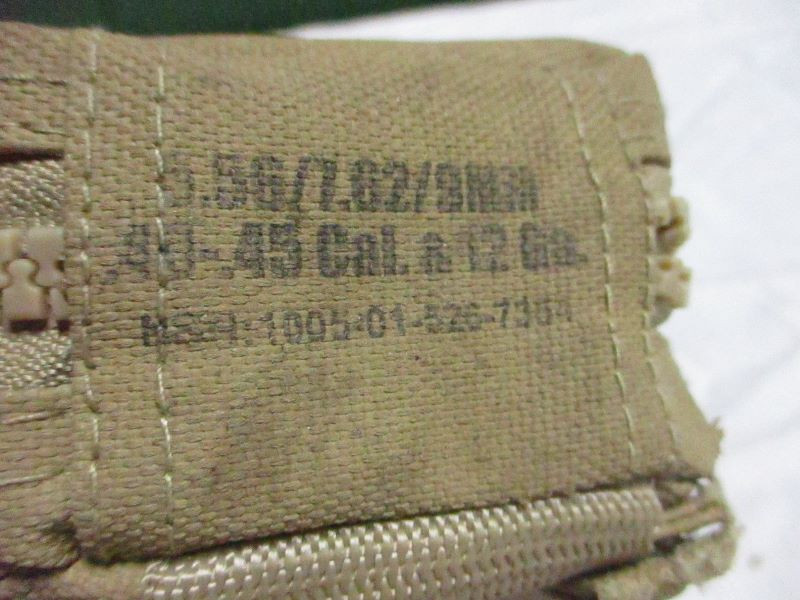 5.56/7.62/9MM
.40-.45 Cal. & 12 Ga.
NSN:1005-01-526-7364